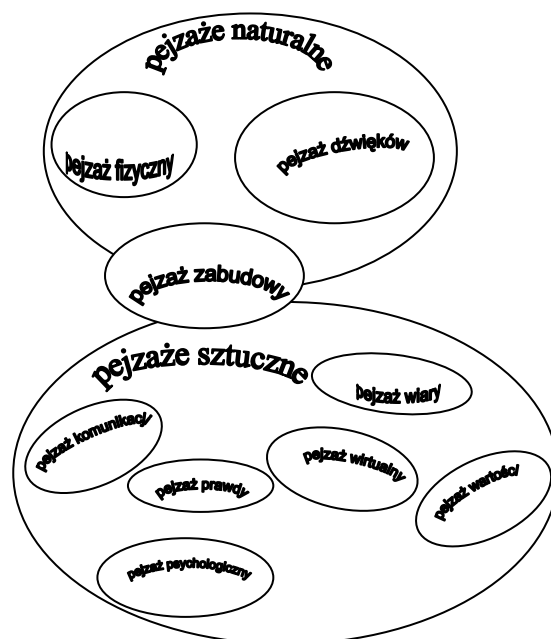 pejzaże naturalne
pejzaż fizyczny
pejzaż dźwięków
pejzaż zabudowy
pejzaże sztuczne
pejzaż wiary
pejzaż komunikacji
pejzaż wirtualny
pejzaż prawdy
pejzaż wartości
pejzaż psychologiczny